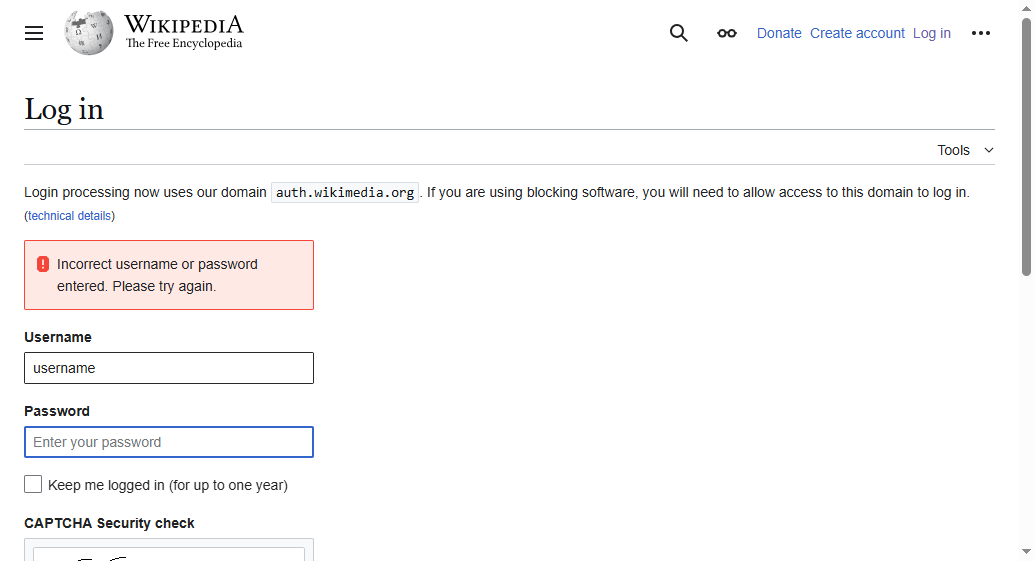 WIKIPEDIA
The Free Encyclopedia
Donate Create account Log in
Log in
Tools
Login processing now uses our domain auth.wikimedia.org. If you are using blocking software, you will need to allow access to this domain to log in.
(technical details)
Incorrect username or password
entered. Please try again.
Username
username
Password
Enter your password
Keep me logged in (for up to one year)
CAPTCHA Security check